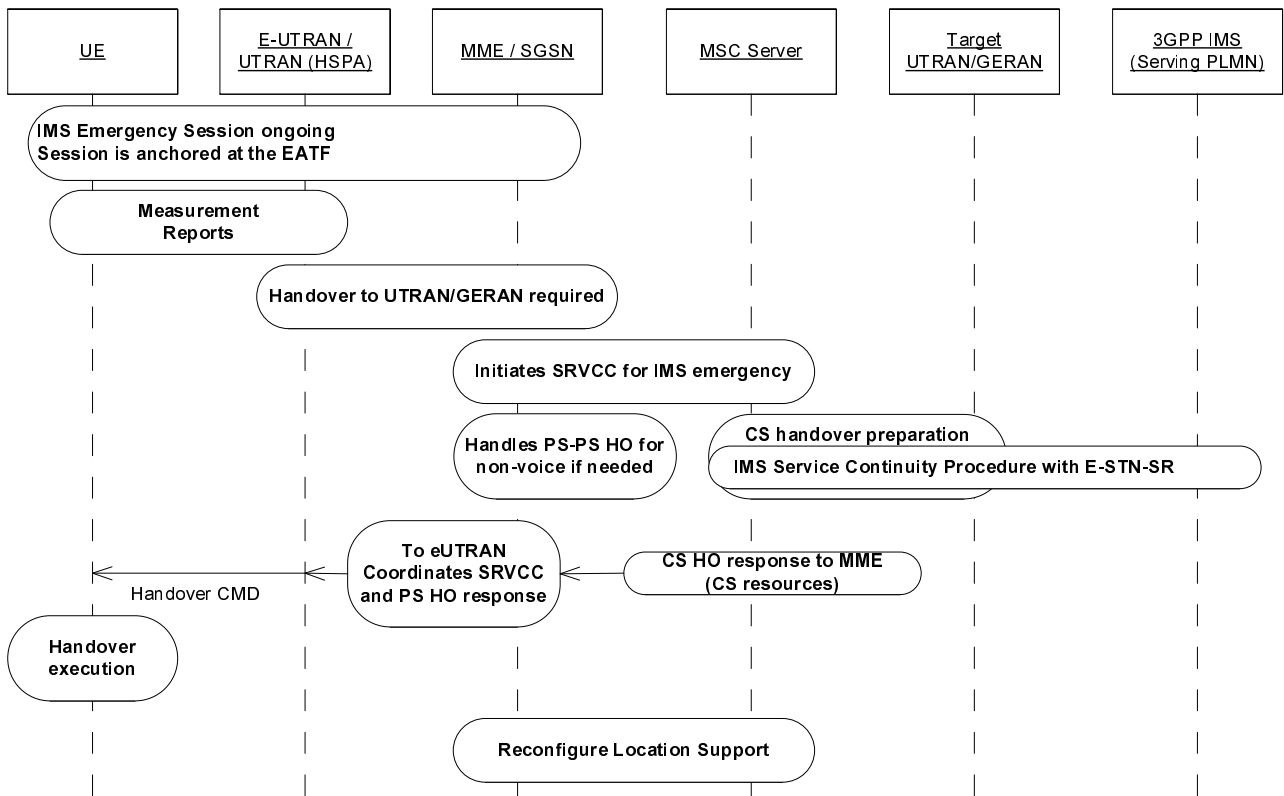 UE
E-UTRAN /
UTRAN (HSPA)
MME / SGSN
MSC Server
Target
UTRAN/GERAN
3GPP IMS
(Serving PLMN)
IMS Emergency Session ongoing
Session is anchored at the EATF
Measurement
Reports
Handover to UTRAN/GERAN required
Initiates SRVCC for IMS emergency
Handles PS-PS HO for
non-voice if needed
CS handover preparation
IMS Service Continuity Procedure with E-STN-SR
To eUTRAN
Coordinates SRVCC
and PS HO response
CS HO response to MME
(CS resources)
Handover CMD
Handover
execution
Reconfigure Location Support